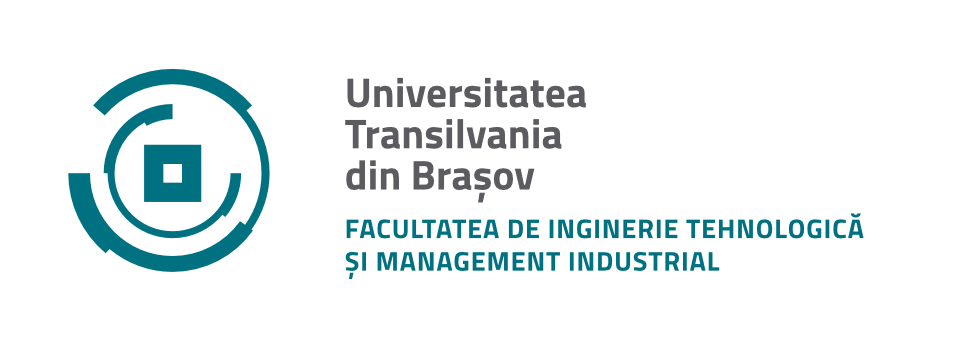 Universitatea
Transilvania
din Brașov
FACULTATEA DE INGINERIE TEHNOLOGICĂ
ȘI MANAGEMENT INDUSTRIAL